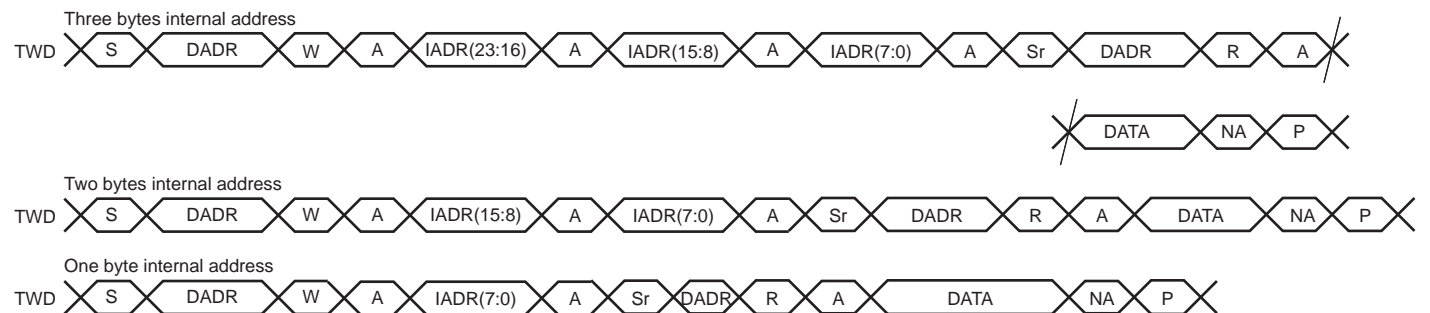 Three bytes internal address
TWD S DADR W A IADR(23:16) A IADR(15:8) A IADR(7:0) A Sr DADR R A
DATA NA P
Two bytes internal address
TWD S DADR W A IADR(15:8) A IADR(7:0) A Sr DADR R A DATA NA P
One byte internal address
TWD S DADR W A IADR(7:0) A Sr DADR R A DATA NA P